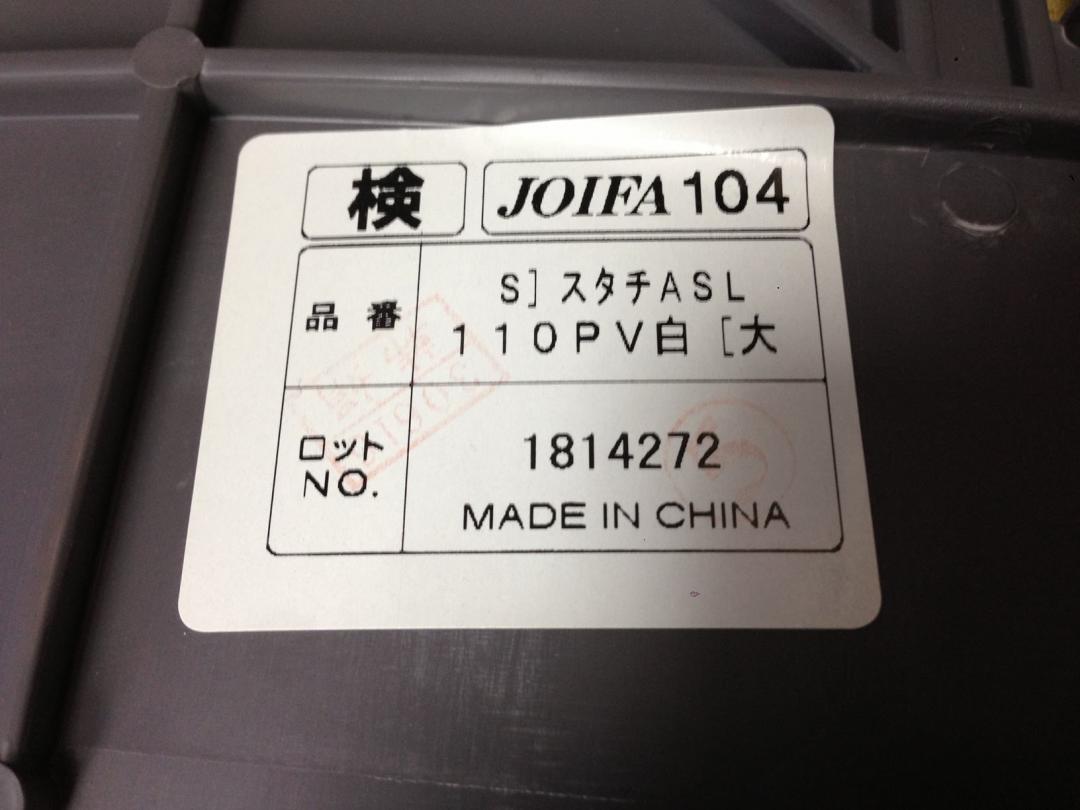 検
JOIFA 104
品番
S］スタチASL
110PV白［大
ロット
NO.
1814272
MADE IN CHINA